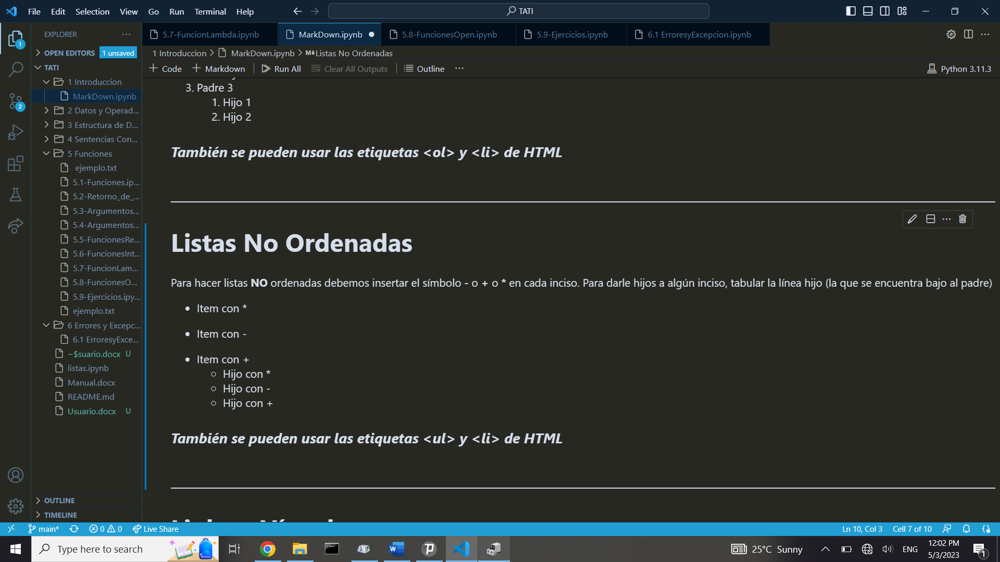 File Edit Selection View Go Run Terminal Help TATI
EXPLORER
5.7-FuncionLambda.ipynb MarkDown.ipynb 5.8-FuncionesOpen.ipynb 5.9-Ejercicios.ipynb 6.1 ErroresyExcepcion.ipynb
OPEN EDITORS 1 unsaved
1 Introduccion > MarkDown.ipynb > M↓Listas No Ordenadas
+ Code + Markdown Run All Clear All Outputs Outline ... Python 3.11.3
1
TATI
1 Introduccion
MarkDown.ipynb
2
2 Datos y Operad...
3 Estructura de D...
4 Sentencias Con...
5 Funciones
ejemplo.txt
5.1-Funciones.ip...
5.2-Retorno_de_...
5.3-Argumentos...
5.4-Argumentos...
5.5-FuncionesRe...
5.6-FuncionesInt...
5.7-FuncionLam...
5.8-FuncionesO...
5.9-Ejercicios.ipy...
ejemplo.txt
6 Errores y Excepc...
6.1 ErroresyExce...
~$suario.docx U
listas.ipynb
Manual.docx
README.md
Usuario.docx U
OUTLINE
TIMELINE
3. Padre 3
1. Hijo 1
2. Hijo 2
También se pueden usar las etiquetas <ol> y <li> de HTML
Listas No Ordenadas
Para hacer listas NO ordenadas debemos insertar el símbolo - o + o * en cada inciso. Para darle hijos a algún inciso, tabular la línea hijo (la que se encuentra bajo al padre)
• Item con *
• Item con -
• Item con +
○ Hijo con *
○ Hijo con -
○ Hijo con +
También se pueden usar las etiquetas <ul> y <li> de HTML
main* 0 0 Live Share Ln 10, Col 3 Cell 7 of 10
Type here to search 25°C Sunny ENG 12:02 PM
5/3/2023 1